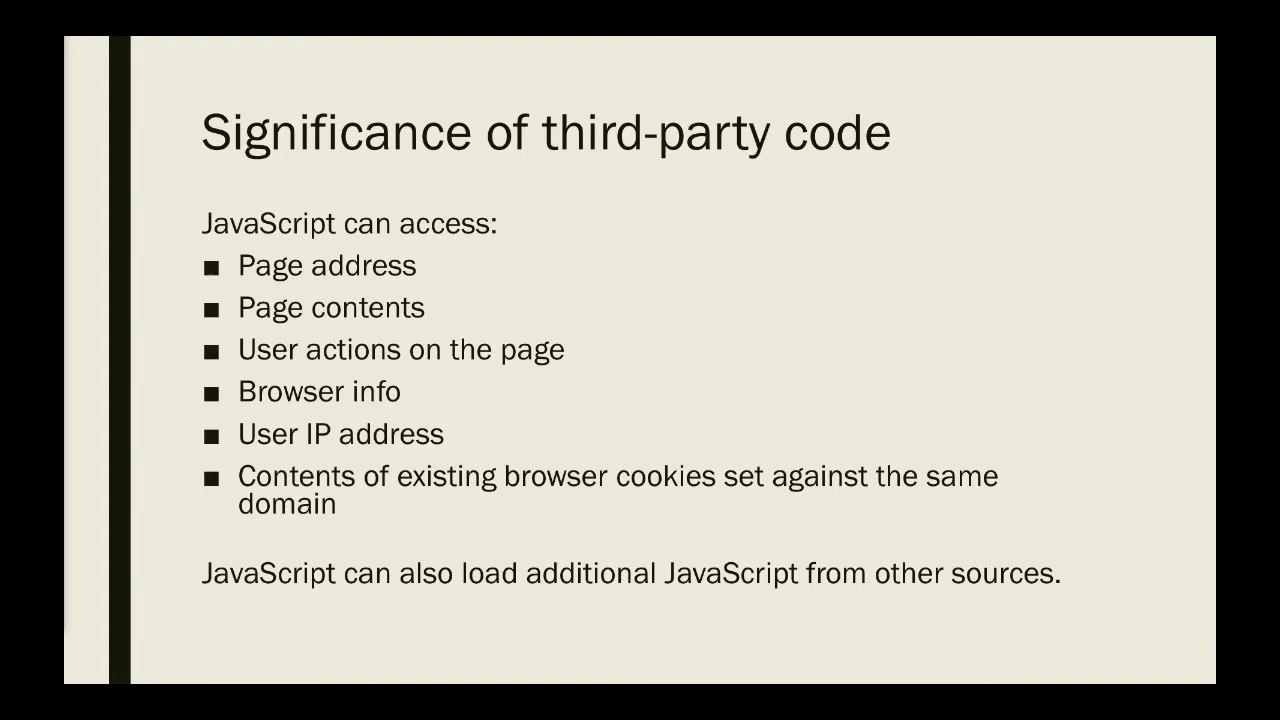 Significance of third-party code
JavaScript can access:
■ Page address
■ Page contents
■ User actions on the page
■ Browser info
■ User IP address
■ Contents of existing browser cookies set against the same
domain
JavaScript can also load additional JavaScript from other sources.